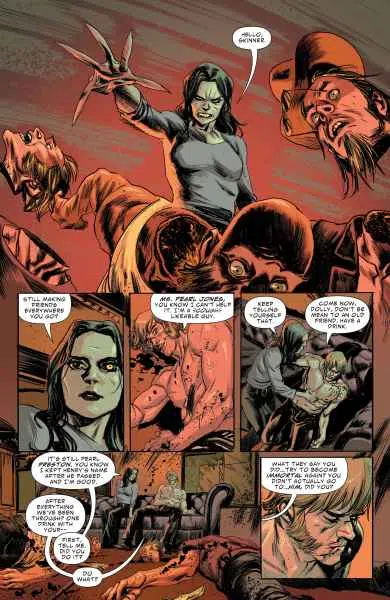 HELLO,
SKINNER.
STILL MAKING
FRIENDS
EVERYWHERE
YOU GO?
MS. PEARL JONES,
YOU KNOW I CAN'T HELP
IT. I'M A
LIKEABLE GUY.
KEEP
TELLING
YOURSELF
THAT.
COME NOW,
DOLLY, DON'T BE
MEAN TO AN OLD
FRIEND. HAVE A
DRINK.
IT'S STILL PEARL
PRESTON. YOU KNOW
I KEPT HENRY'S NAME
AFTER HE PASSED.
AND I'M GOOD.
AFTER
EVERYTHING
WE'VE BEEN
THROUGH? ONE
DRINK WITH
YOUR--
FIRST,
TELL ME,
DID YOU
DO IT?
DO
WHAT?
WHAT THEY SAY YOU
DID...TRY TO BECOME
IMMORTAL AGAIN? YOU
DIDN'T ACTUALLY GO
TO...HIM, DID YOU?